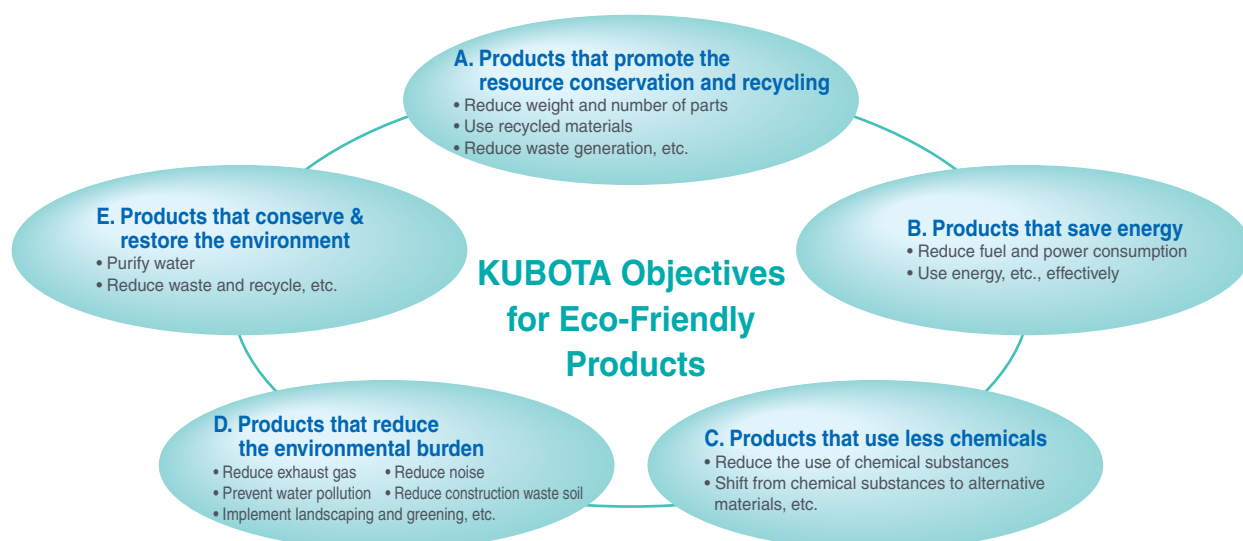 A. Products that promote the
resource conservation and recycling
• Reduce weight and number of parts
• Use recycled materials
• Reduce waste generation, etc.
E. Products that conserve &
restore the environment
• Purify water
• Reduce waste and recycle, etc.
B. Products that save energy
• Reduce fuel and power consumption
• Use energy, etc., effectively
KUBOTA Objectives
for Eco-Friendly
Products
D. Products that reduce
the environmental burden
• Reduce exhaust gas • Reduce noise
• Prevent water pollution • Reduce construction waste soil
• Implement landscaping and greening, etc.
C. Products that use less chemicals
• Reduce the use of chemical substances
• Shift from chemical substances to alternative
materials, etc.